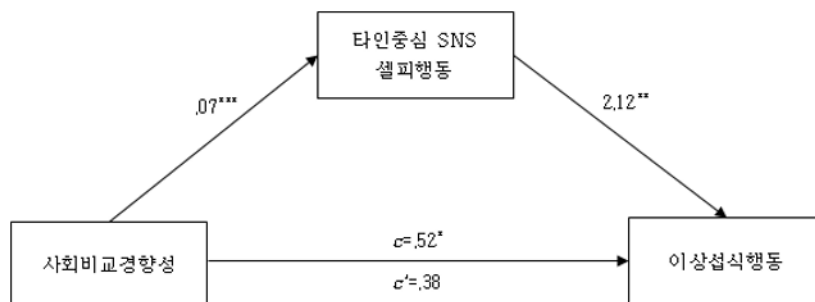 타인중심 SNS
셀피행동
.07***
2.12**
사회비교경향성
c=.52*
c'=.38
이상섭식행동